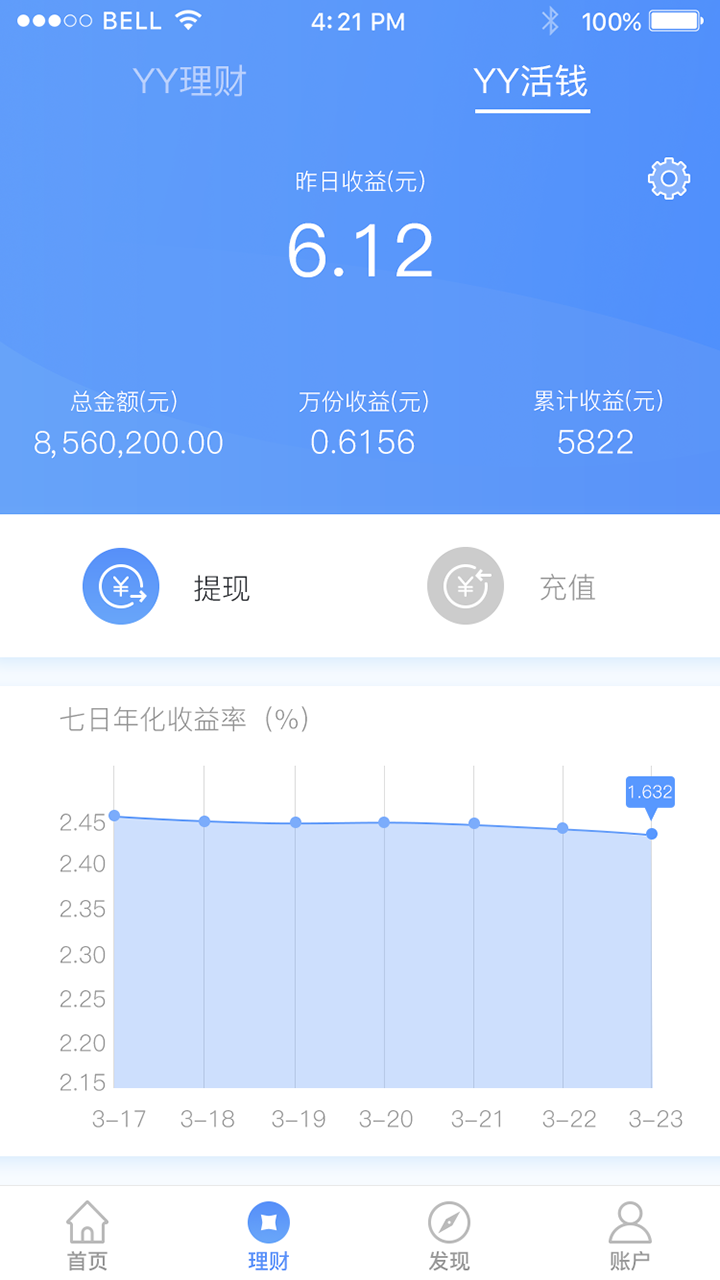 BELL 4:21 PM 100%
YY理财 YY活钱
昨日收益(元)
6.12
总金额(元) 万份收益(元) 累计收益(元)
8,560,200.00 0.6156 5822
¥ 提现 ¥ 充值
七日年化收益率（%）
1.632
2.45
2.40
2.35
2.30
2.25
2.20
2.15
3-17 3-18 3-19 3-20 3-21 3-22 3-23
首页 理财 发现 账户